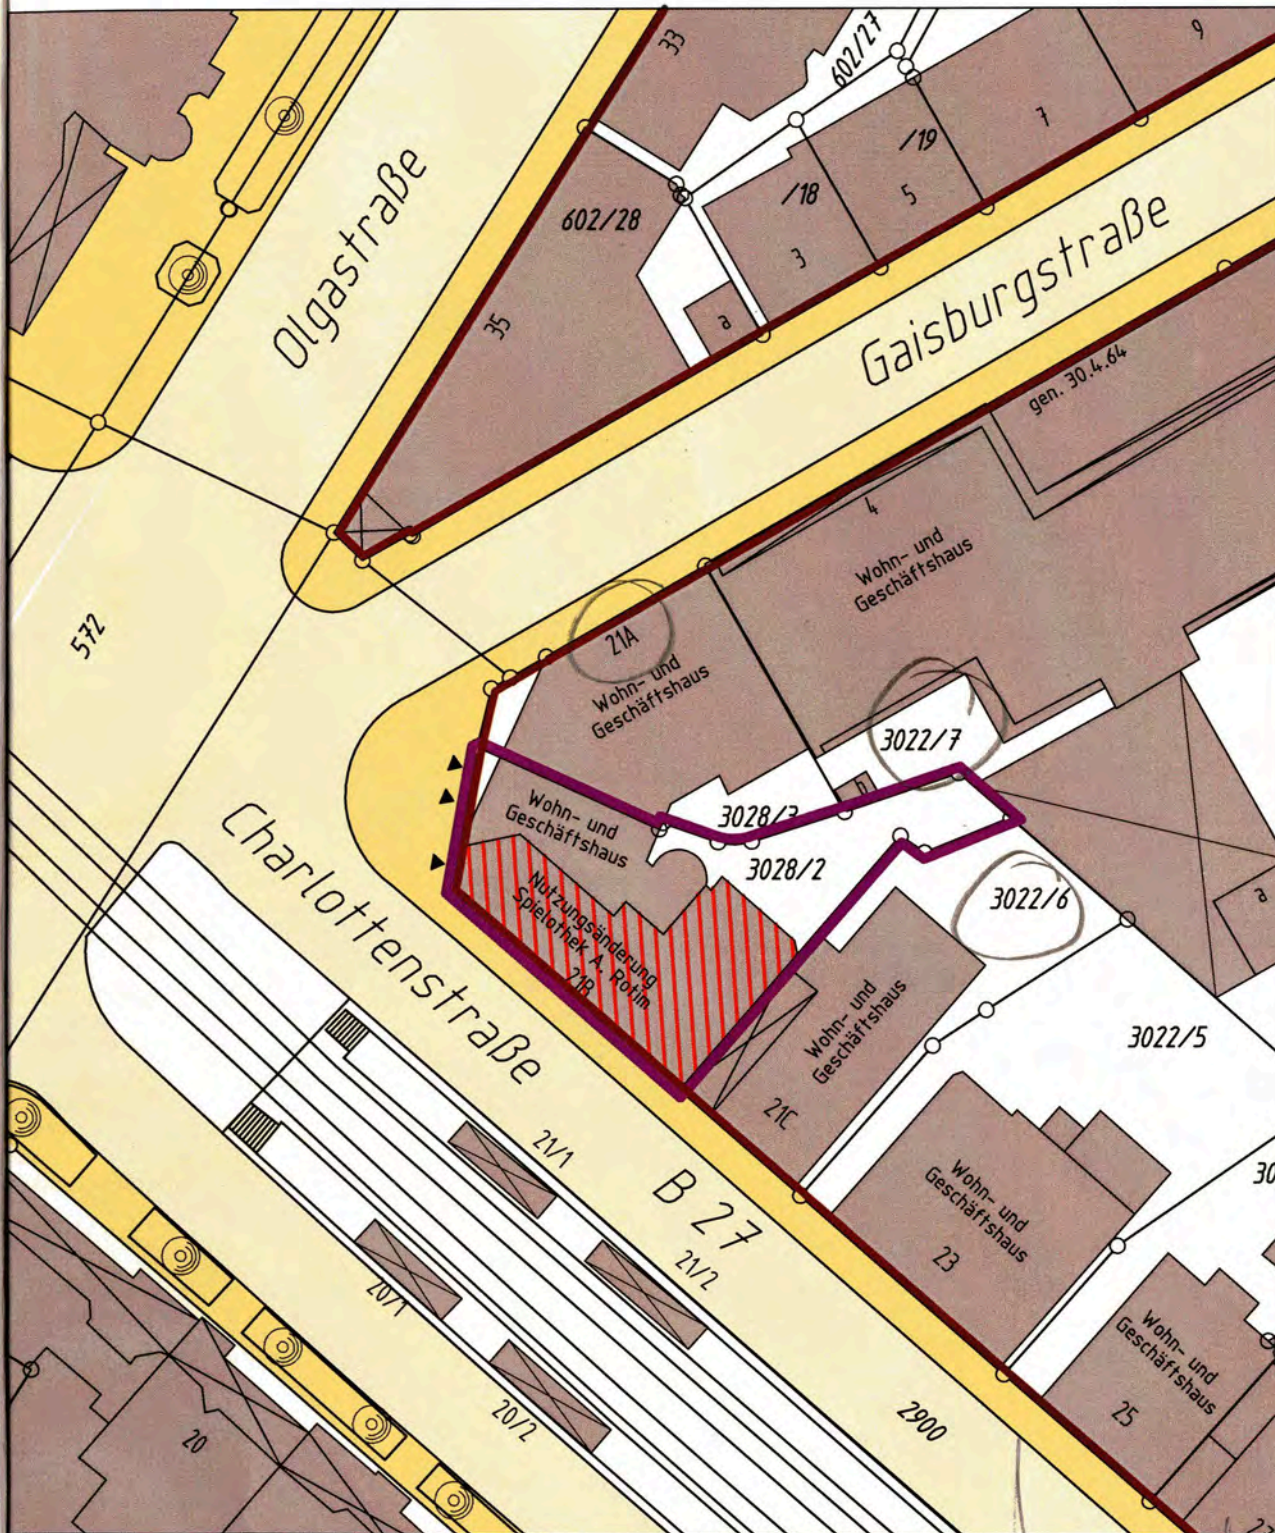 33
602/27
9
7
/19
5
/18
3
602/28
35
a
Olgastraße
Gaisburgstraße
gen. 30.4.64
4
Wohn- und
Geschäftshaus
572
21A
Wohn- und
Geschäftshaus
3022/7
b
3028/3
3028/2
Wohn- und
Geschäftshaus
3022/6
a
Nutzungsänderung
Spielothek A. Rotim
21B
Charlottenstraße
Wohn- und
Geschäftshaus
21C
3022/5
21/1
B 27
21/2
20/1
20/2
Wohn- und
Geschäftshaus
23
30
Wohn- und
Geschäftshaus
25
2900
20